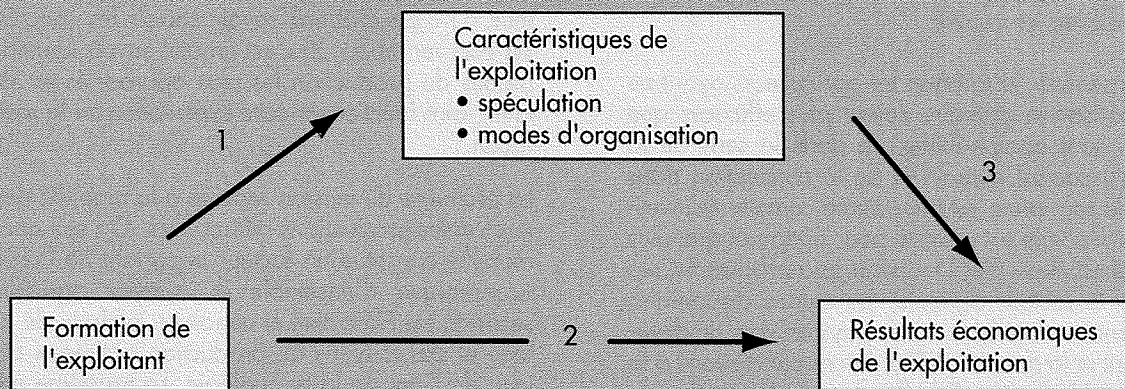 Caractéristiques de
l'exploitation
• spéculation
• modes d'organisation
1
3
Formation de
l'exploitant
2
Résultats économiques
de l'exploitation